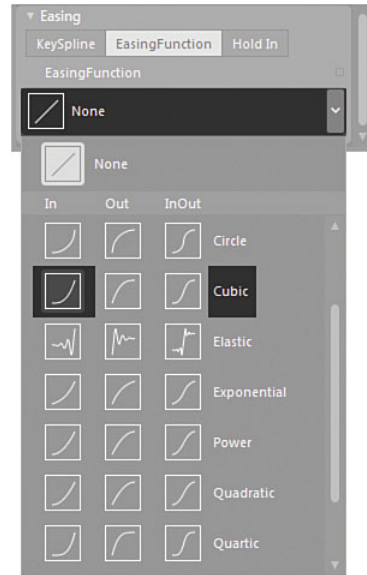 Easing
KeySpline EasingFunction Hold In
EasingFunction
None
None
In Out InOut
Circle
Cubic
Elastic
Exponential
Power
Quadratic
Quartic